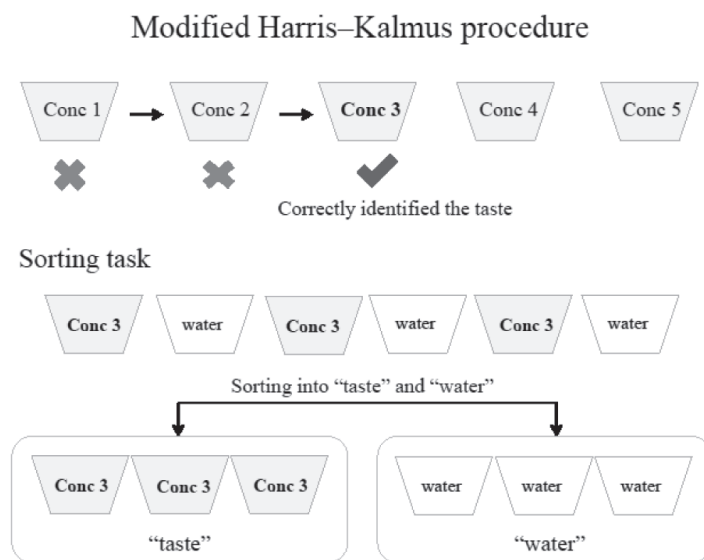 Modified Harris–Kalmus procedure
Conc 1 Conc 2 Conc 3 Conc 4 Conc 5
Correctly identified the taste
Sorting task
Conc 3 water Conc 3 water Conc 3 water
Sorting into “taste” and “water”
Conc 3 Conc 3 Conc 3 water water water
“taste” “water”